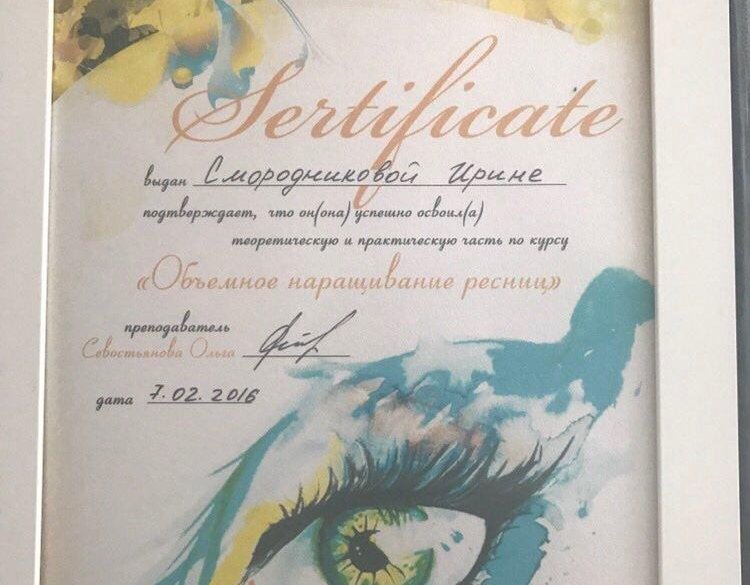 Sertificate
выдан Смородниковой Ирине
подтверждает, что он(она) успешно освоил(а)
теоретическую и практическую часть по курсу
«Объемное наращивание ресниц»
преподаватель
Севостьянова Ольга
дата 7.02.2016